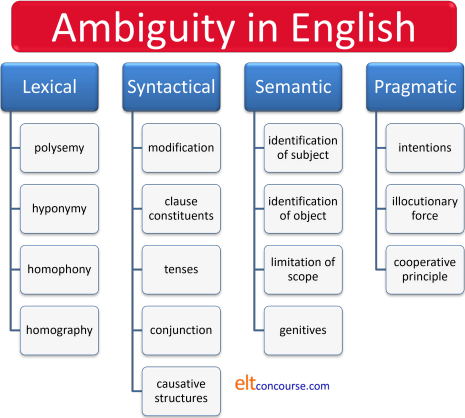 Ambiguity in English
Lexical
polysemy
hyponymy
homophony
homography
Syntactical
modification
clause
constituents
tenses
conjunction
causative
structures
Semantic
identification
of subject
identification
of object
limitation of
scope
genitives
Pragmatic
intentions
illocutionary
force
cooperative
principle
eltconcourse.com